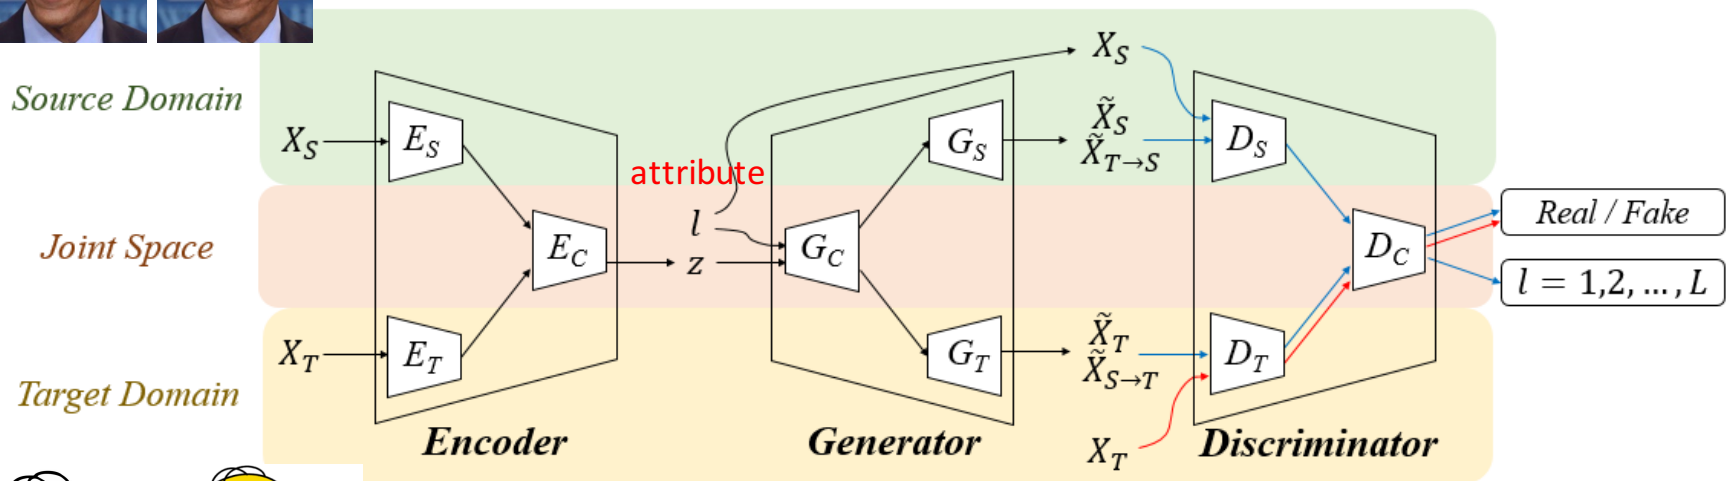 Source Domain
Joint Space
Target Domain
X_S
X_T
E_S
E_C
E_T
Encoder
attribute
l
z
G_C
G_S
G_T
Generator
X_S
X̃_S
X̃_{T→S}
X̃_T
X̃_{S→T}
X_T
D_S
D_C
D_T
Discriminator
Real / Fake
l = 1,2, ... , L